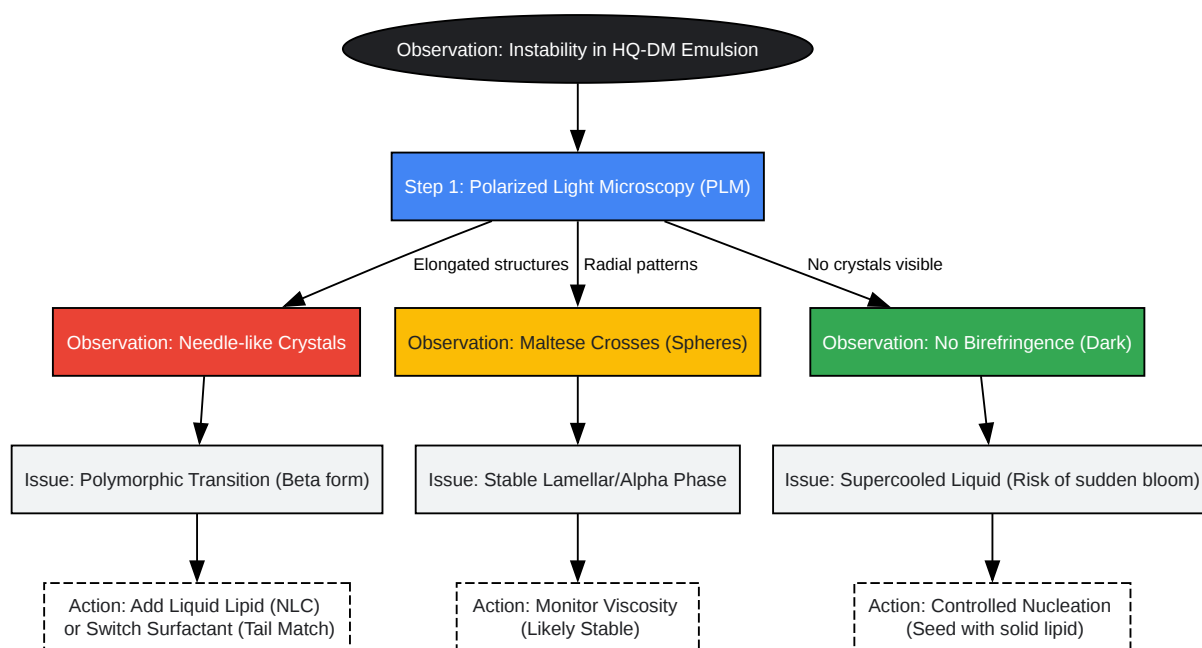 Observation: Instability in HQ-DM Emulsion
Step 1: Polarized Light Microscopy (PLM)
Elongated structures
Radial patterns
No crystals visible
Observation: Needle-like Crystals
Observation: Maltese Crosses (Spheres)
Observation: No Birefringence (Dark)
Issue: Polymorphic Transition (Beta form)
Issue: Stable Lamellar/Alpha Phase
Issue: Supercooled Liquid (Risk of sudden bloom)
Action: Add Liquid Lipid (NLC)
or Switch Surfactant (Tail Match)
Action: Monitor Viscosity
(Likely Stable)
Action: Controlled Nucleation
(Seed with solid lipid)